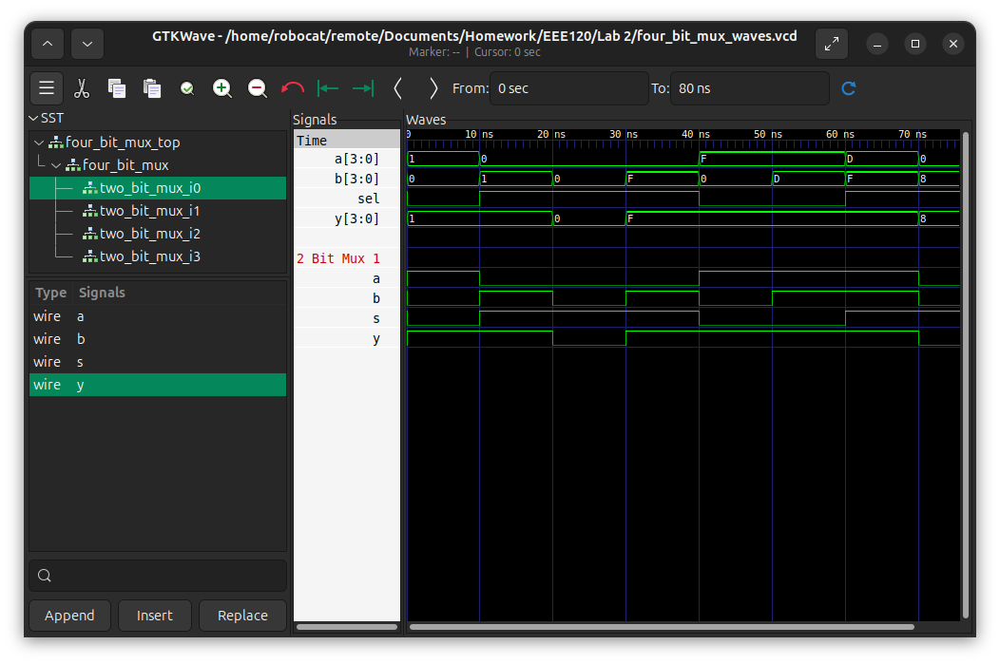 GTKWave - /home/robocat/remote/Documents/Homework/EEE120/Lab 2/four_bit_mux_waves.vcd
Marker: -- | Cursor: 0 sec
From: 0 sec To: 80 ns
SST
four_bit_mux_top
four_bit_mux
two_bit_mux_i0
two_bit_mux_i1
two_bit_mux_i2
two_bit_mux_i3
Type Signals
wire a
wire b
wire s
wire y
Append Insert Replace
Signals
Time
a[3:0]
b[3:0]
sel
y[3:0]
2 Bit Mux 1
a
b
s
y
Waves
0 10 ns 20 ns 30 ns 40 ns 50 ns 60 ns 70 ns
1 0 F D 0
0 1 0 F 0 D F 8
1 0 F 8